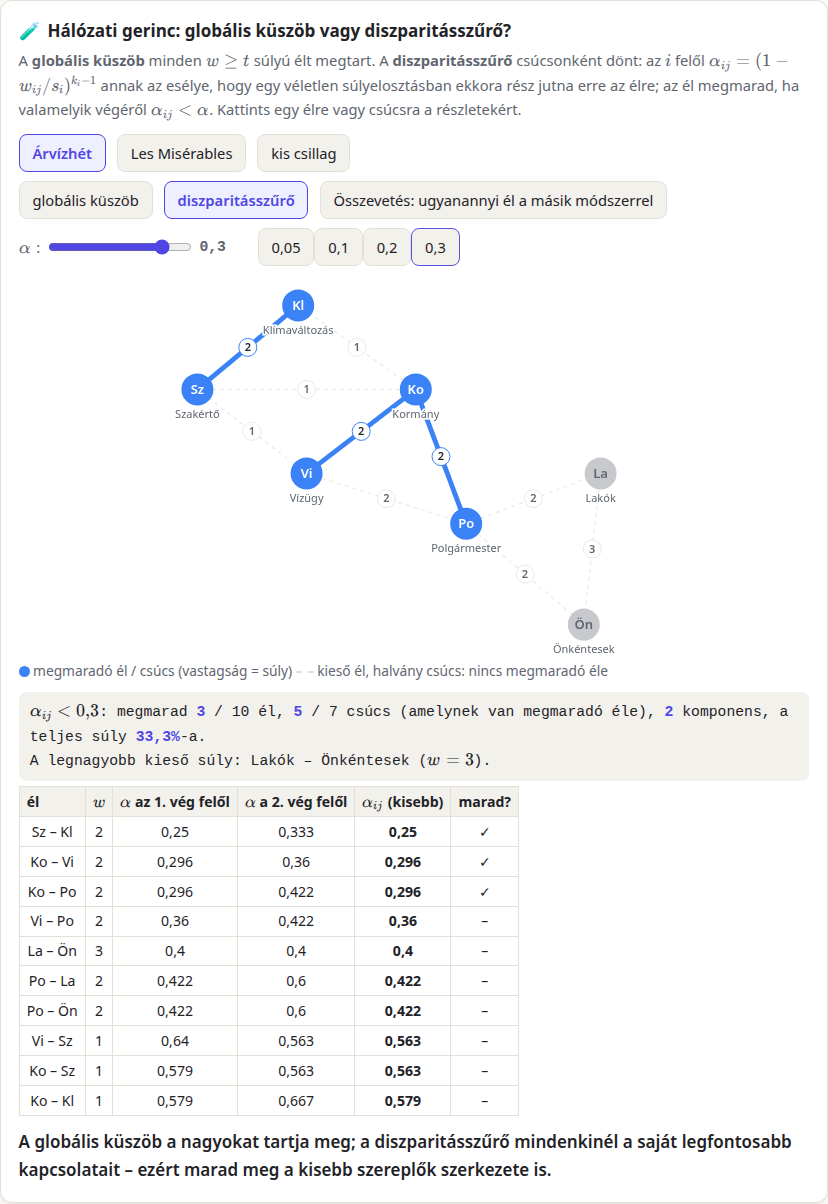 🧪 Hálózati gerinc: globális küszöb vagy diszparitásszűrő?
A globális küszöb minden w ≥ t súlyú élt megtart. A diszparitásszűrő csúcsonként dönt: az i felől α_ij = (1 −
w_ij/s_i)^{k_i−1} annak az esélye, hogy egy véletlen súlyelosztásban ekkora rész jutna erre az élre; az él megmarad, ha
valamelyik végéről α_ij < α. Kattints egy élre vagy csúcsra a részletekért.
Árvízhét Les Misérables kis csillag
globális küszöb diszparitásszűrő Összevetés: ugyanannyi él a másik módszerrel
α : 0,3 0,05 0,1 0,2 0,3
Kl
Klímaváltozás
2 1
Sz 1 Ko
Szakértő Kormány
1 2
2
Vi La
Vízügy 2 2 Lakók
Po
Polgármester 3
2
Ön
Önkéntesek
megmaradó él / csúcs (vastagság = súly) – – kieső él, halvány csúcs: nincs megmaradó éle
α_ij < 0,3: megmarad 3 / 10 él, 5 / 7 csúcs (amelynek van megmaradó éle), 2 komponens, a
teljes súly 33,3%-a.
A legnagyobb kieső súly: Lakók – Önkéntesek (w = 3).
él w α az 1. vég felől α a 2. vég felől α_ij (kisebb) marad?
Sz – Kl 2 0,25 0,333 0,25 ✓
Ko – Vi 2 0,296 0,36 0,296 ✓
Ko – Po 2 0,296 0,422 0,296 ✓
Vi – Po 2 0,36 0,422 0,36 –
La – Ön 3 0,4 0,4 0,4 –
Po – La 2 0,422 0,6 0,422 –
Po – Ön 2 0,422 0,6 0,422 –
Vi – Sz 1 0,64 0,563 0,563 –
Ko – Sz 1 0,579 0,563 0,563 –
Ko – Kl 1 0,579 0,667 0,579 –
A globális küszöb a nagyokat tartja meg; a diszparitásszűrő mindenkinél a saját legfontosabb
kapcsolatait – ezért marad meg a kisebb szereplők szerkezete is.